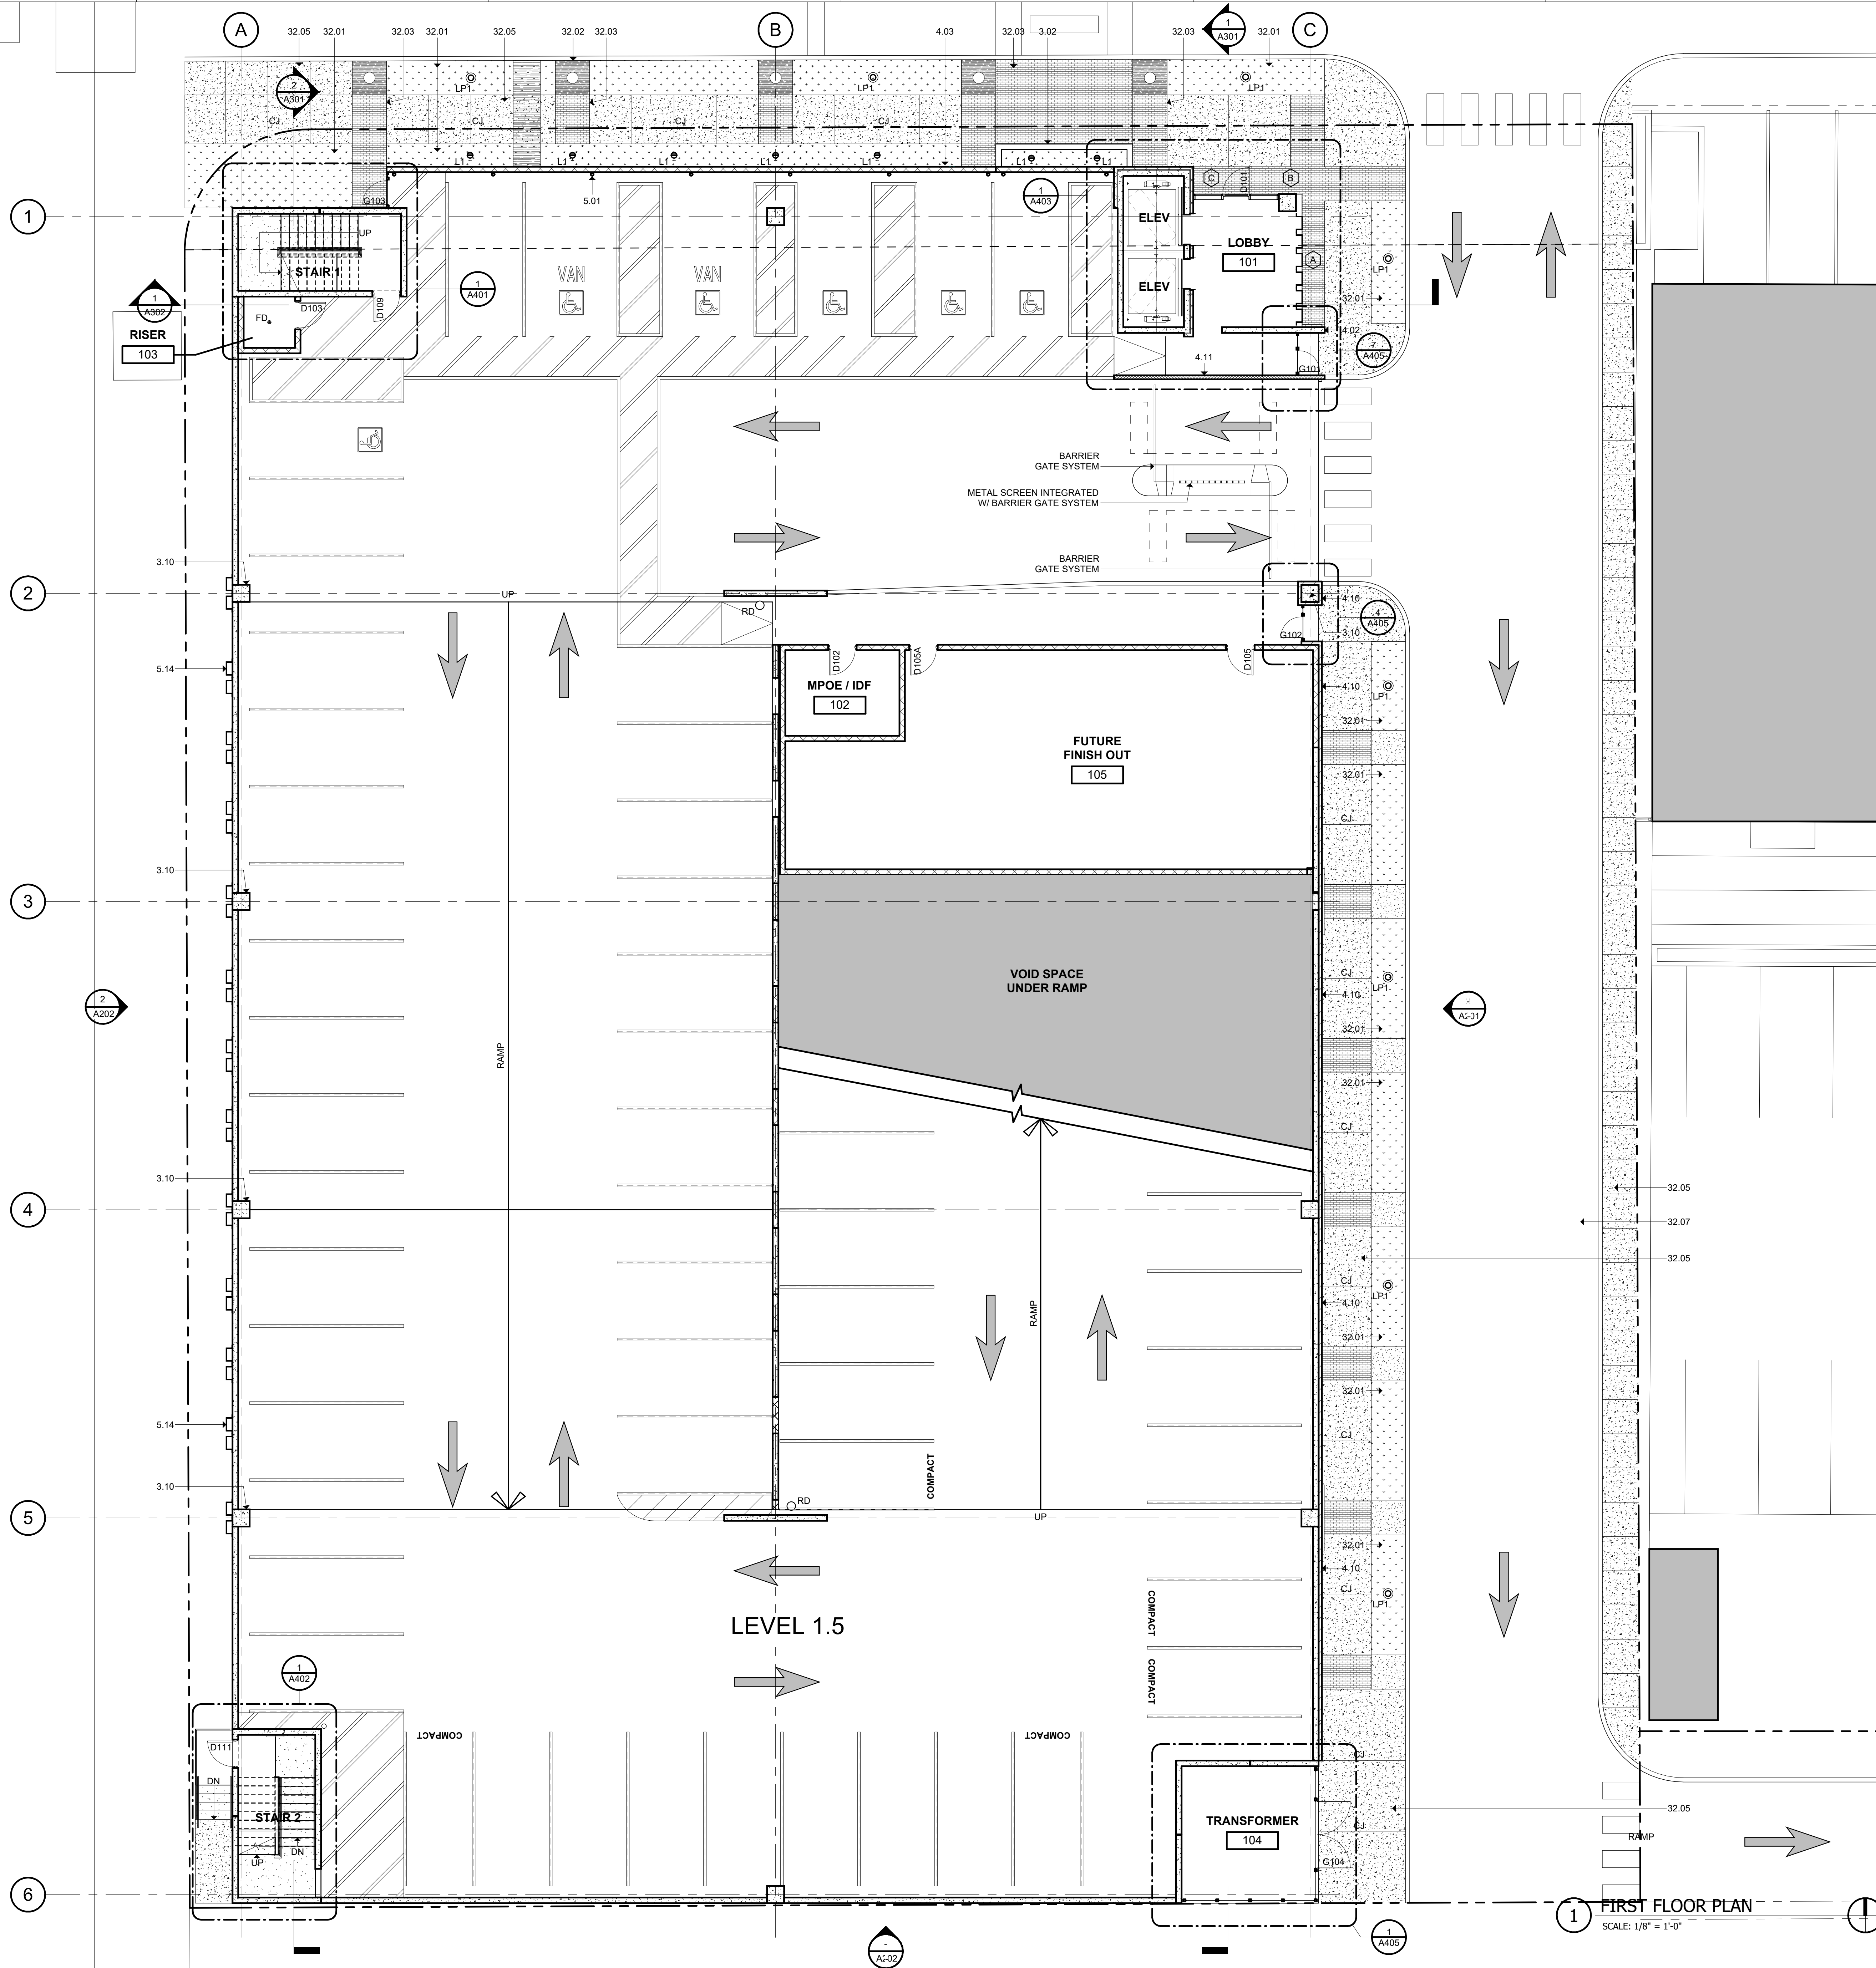 A
B
C
32.05 32.01 32.03 32.01 32.05 32.02 32.03 4.03 32.03 3.02 32.03 32.01
1
A301
2
A301
LP1 LP1 LP1
CJ CJ CJ CJ
L1 L1 L1 L1 L1 L1 L1
G103
5.01
1
A403
C
D101
B
1
UP
STAIR 1
ELEV
LOBBY
101
A
LP1
1
A401
VAN
VAN
ELEV
32.01
1
A302
D103
D109
FD
RISER
103
4.02
4.11
7
A405
G101
BARRIER
GATE SYSTEM
METAL SCREEN INTEGRATED
W/ BARRIER GATE SYSTEM
3.10
BARRIER
GATE SYSTEM
2
UP
RD
4.10
4
A405
G102
3.10
5.14
D102
D105A
D105
MPOE / IDF
102
4.10
LP1
32.01
FUTURE
FINISH OUT
105
32.01
CJ
3.10
3
VOID SPACE
UNDER RAMP
CJ
LP1
4.10
2
A202
32.01
RAMP
32.01
CJ
3.10
32.05
4
32.07
32.05
CJ
LP1
4.10
RAMP
32.01
32.01
5.14
CJ
COMPACT
3.10
RD
5
UP
32.01
4.10
CJ
LP1
COMPACT
LEVEL 1.5
1
A402
COMPACT
COMPACT
COMPACT
D111
CJ
DN
STAIR 2
32.05
TRANSFORMER
104
CJ
RAMP
DN
UP
G104
6
1
FIRST FLOOR PLAN
SCALE: 1/8" = 1'-0"
1
A405